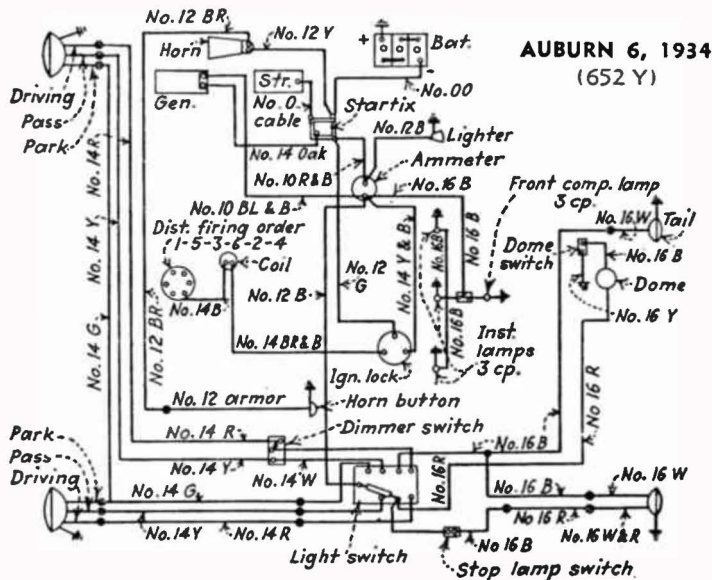 No. 12 BR
Horn
No. 12 Y
+
Bat.
-
AUBURN 6, 1934
(652 Y)
No. 00
Driving
Pass
Park
Gen.
Str.
No. 0
cable
Startix
No. 12B
Lighter
No. 14 Oak
Ammeter
No. 10 R & B
No. 16 B
Front comp. lamp
3 cp.
No. 10 BL & B
Dist. firing order
1-5-3-6-2-4
Coil
No. 14 R
No. 14 Y
No. 14 G
No. 12 BR
No. 14B
No. 12 B
No. 12
G
No. 14 Y & B
No. 16B
No. 16 B
No. 16B
No. 16 W
Tail
Dome
switch
No. 16 B
Dome
No. 16 Y
No. 14 BR & B
Ign. lock
Inst.
lamps
3 cp.
No 16 R
No. 12 armor
Horn button
No. 14 R
Dimmer switch
No. 14 Y
No. 14 W
No. 16R
No. 16 B
Park
Pass
Driving
No. 14 G
No. 14Y
No. 14 R
Light switch
No 16 B
Stop lamp switch
No. 16 B
No. 16 W
No 16 R
No. 16 W & R